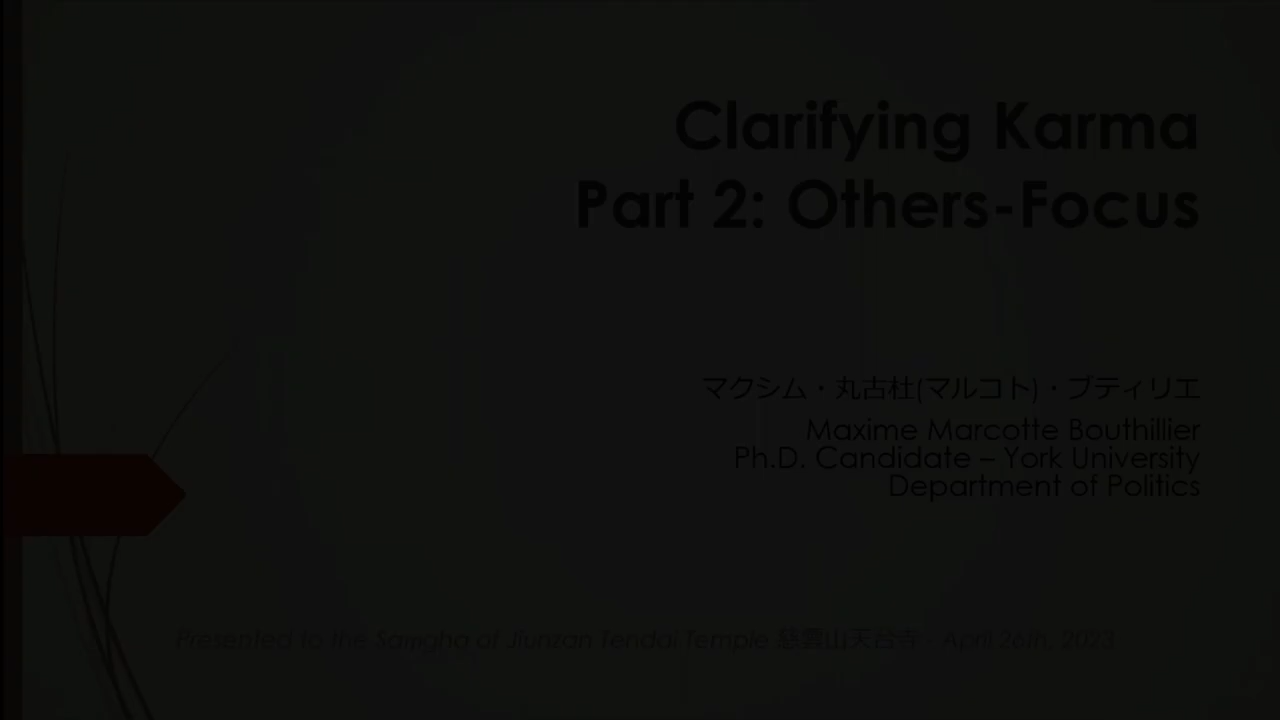 Clarifying Karma
Part 2: Others-Focus
マクシム・丸古杜(マルコト)・ブティリエ
Maxime Marcotte Bouthillier
Ph.D. Candidate – York University
Department of Politics
Presented to the Samgha of Jiunzan Tendai Temple 慈雲山天台寺 - April 26th, 2023